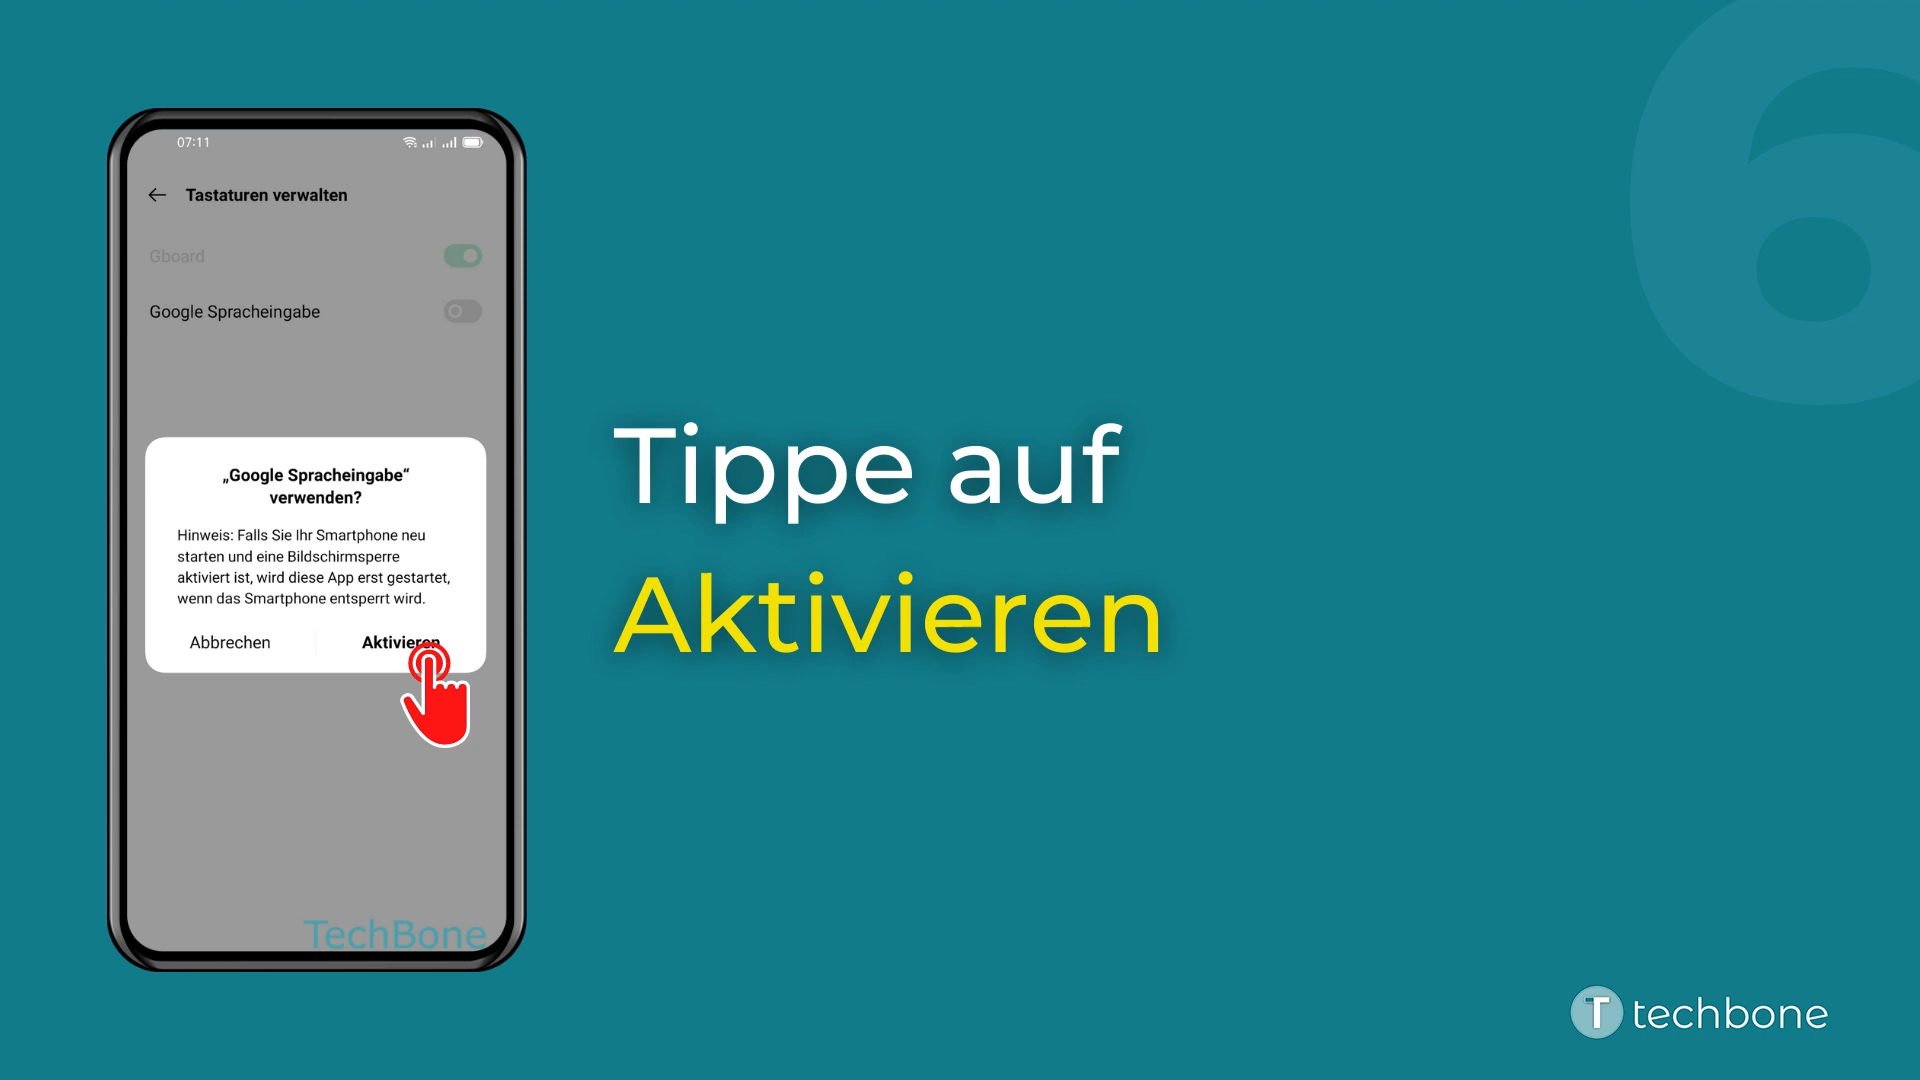 07:11
Tastaturen verwalten
Gboard
Google Spracheingabe
„Google Spracheingabe“
verwenden?
Hinweis: Falls Sie Ihr Smartphone neu
starten und eine Bildschirmsperre
aktiviert ist, wird diese App erst gestartet,
wenn das Smartphone entsperrt wird.
Abbrechen
Aktivieren
TechBone
6
Tippe auf
Aktivieren
T techbone